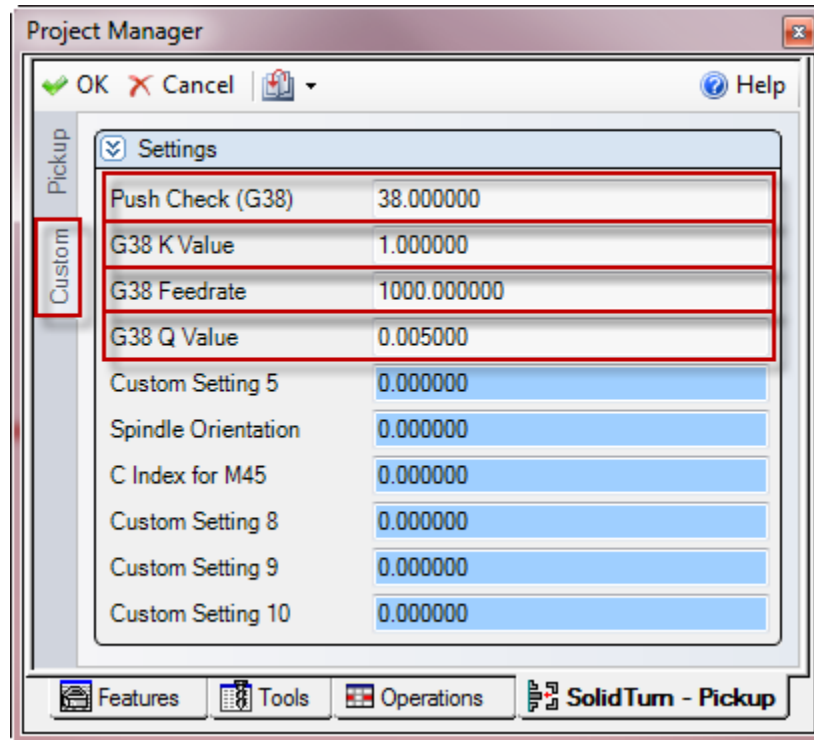 Project Manager
OK Cancel Help
Pickup
Custom
Settings
Push Check (G38) 38.000000
G38 K Value 1.000000
G38 Feedrate 1000.000000
G38 Q Value 0.005000
Custom Setting 5 0.000000
Spindle Orientation 0.000000
C Index for M45 0.000000
Custom Setting 8 0.000000
Custom Setting 9 0.000000
Custom Setting 10 0.000000
Features Tools Operations SolidTurn - Pickup